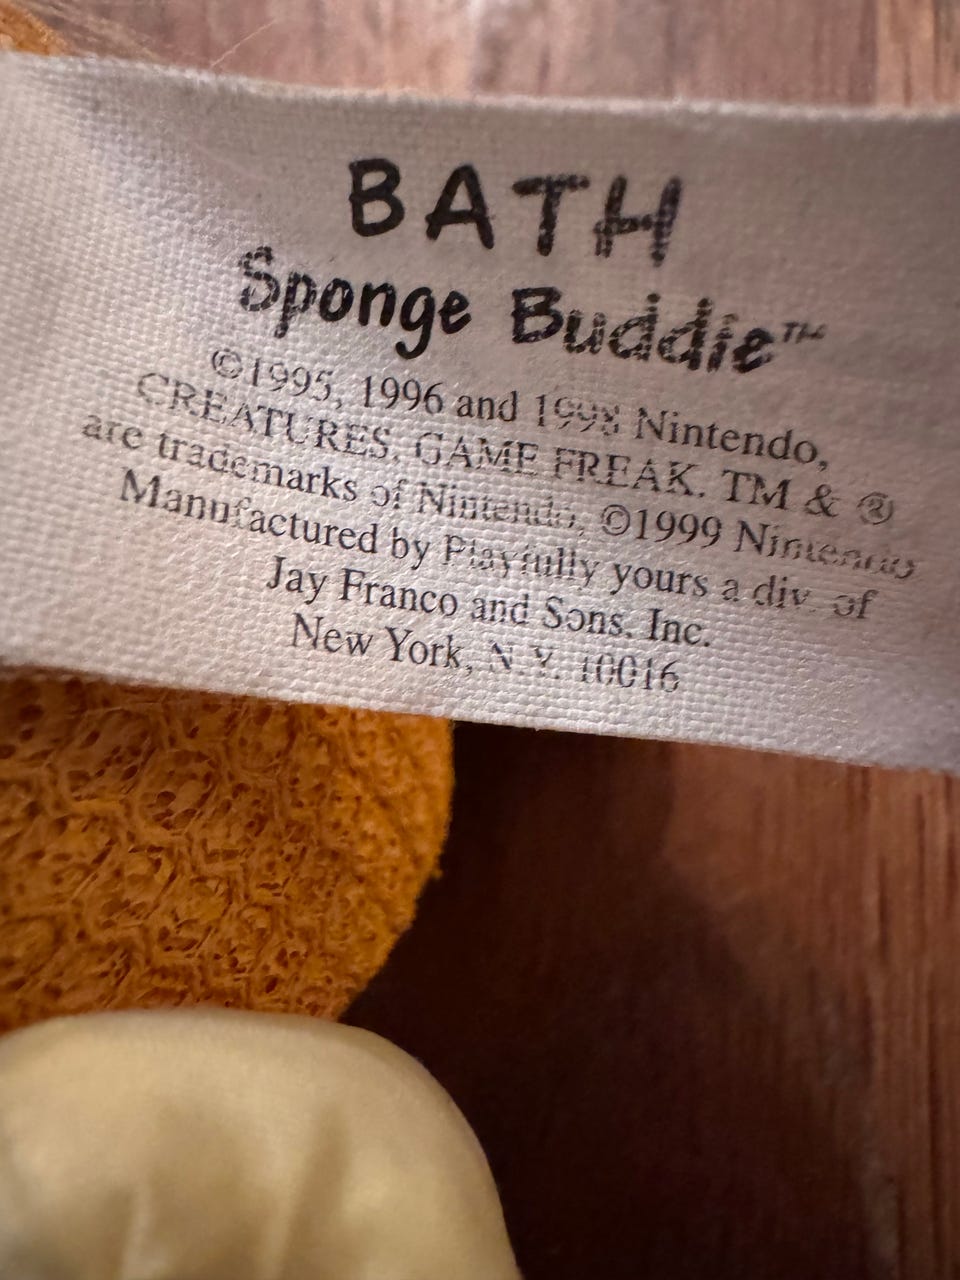 BATH
Sponge Buddie™
©1995, 1996 and 1998 Nintendo,
CREATURES, GAME FREAK. TM & ®
are trademarks of Nintendo, ©1999 Nintendo
Manufactured by Playfully yours a div. of
Jay Franco and Sons, Inc.
New York, N.Y. 10016